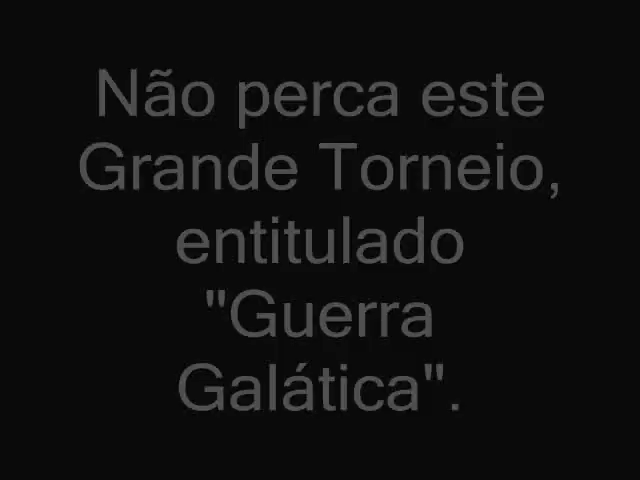 Não perca este
Grande Torneio,
entitulado
"Guerra
Galática".